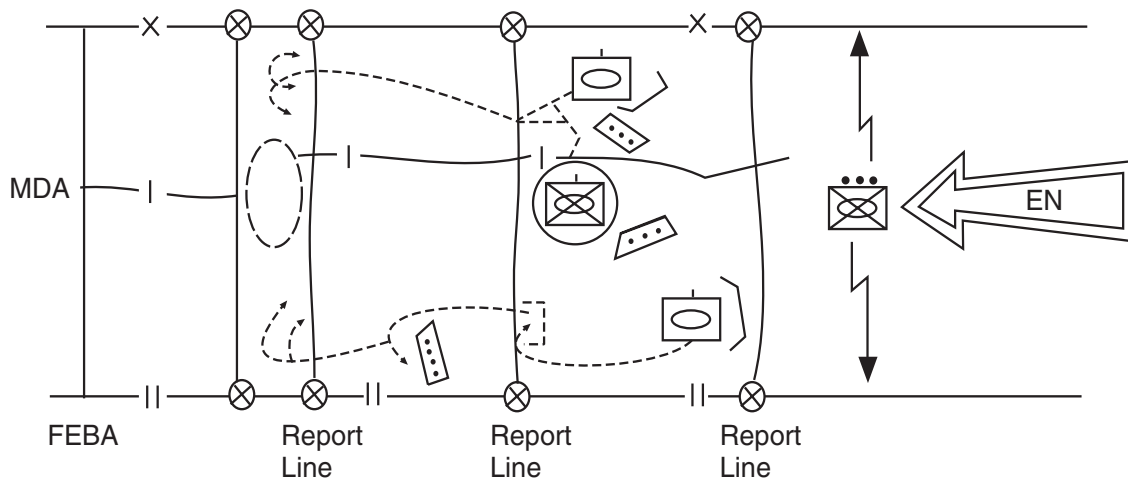 MDA
EN
FEBA
Report
Line
Report
Line
Report
Line